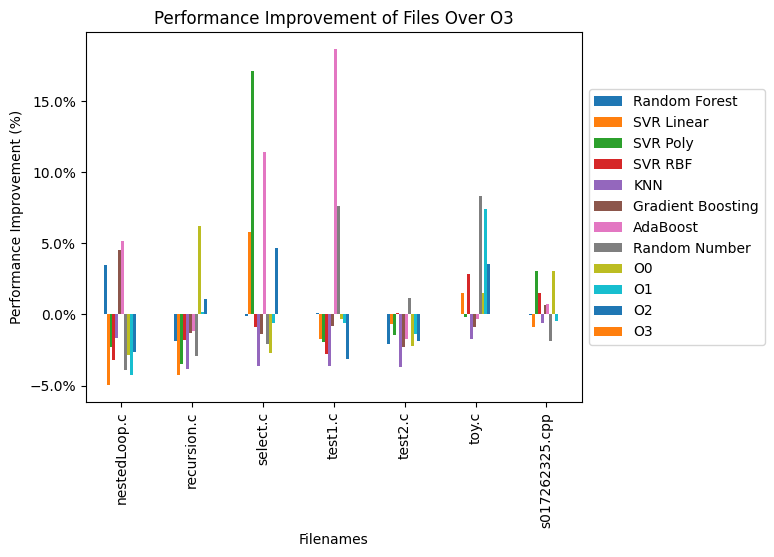 Performance Improvement of Files Over O3
Performance Improvement (%)
15.0%
10.0%
5.0%
0.0%
−5.0%
nestedLoop.c
recursion.c
select.c
test1.c
test2.c
toy.c
s017262325.cpp
Filenames
Random Forest
SVR Linear
SVR Poly
SVR RBF
KNN
Gradient Boosting
AdaBoost
Random Number
O0
O1
O2
O3